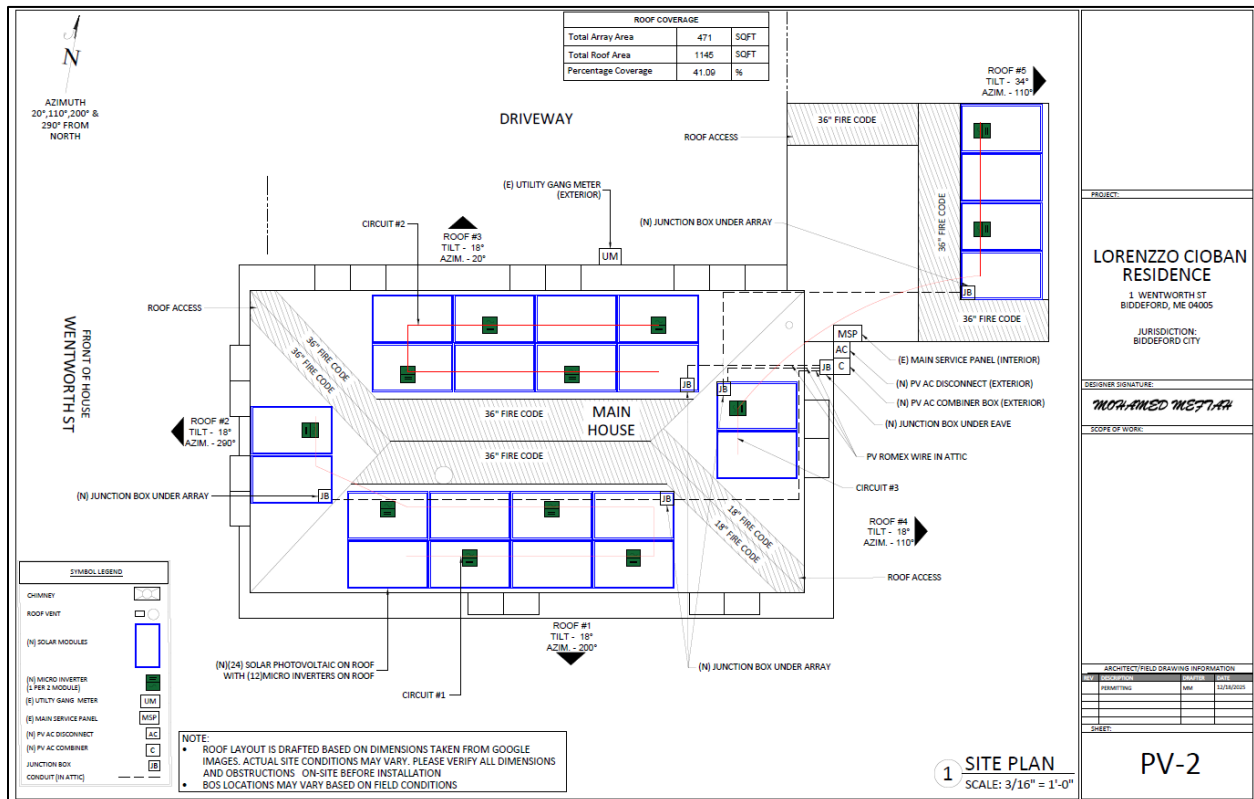 N
AZIMUTH
20°,110°,200° &
290° FROM
NORTH
ROOF COVERAGE
Total Array Area 471 SQFT
Total Roof Area 1145 SQFT
Percentage Coverage 41.09 %
DRIVEWAY
ROOF #5
TILT - 34°
AZIM. - 110°
36" FIRE CODE
ROOF ACCESS
36" FIRE CODE
(E) UTILITY GANG METER
(EXTERIOR)
(N) JUNCTION BOX UNDER ARRAY
CIRCUIT #2
ROOF #3
TILT - 18°
AZIM. - 20°
UM
JB
36" FIRE CODE
ROOF ACCESS
36" FIRE CODE
36" FIRE CODE
FRONT OF HOUSE
WENTWORTH ST
MSP
AC
C
JB
JB
JB
(E) MAIN SERVICE PANEL (INTERIOR)
(N) PV AC DISCONNECT (EXTERIOR)
(N) PV AC COMBINER BOX (EXTERIOR)
(N) JUNCTION BOX UNDER EAVE
PV ROMEX WIRE IN ATTIC
CIRCUIT #3
36" FIRE CODE
MAIN
HOUSE
36" FIRE CODE
ROOF #2
TILT - 18°
AZIM. - 290°
(N) JUNCTION BOX UNDER ARRAY
JB
JB
18" FIRE CODE
18" FIRE CODE
ROOF #4
TILT - 18°
AZIM. - 110°
ROOF ACCESS
ROOF #1
TILT - 18°
AZIM. - 200°
(N)(24) SOLAR PHOTOVOLTAIC ON ROOF
WITH (12)MICRO INVERTERS ON ROOF
CIRCUIT #1
(N) JUNCTION BOX UNDER ARRAY
SYMBOL LEGEND
CHIMNEY
ROOF VENT
(N) SOLAR MODULES
(N) MICRO INVERTER
(1 PER 2 MODULE)
(E) UTILTY GANG METER UM
(E) MAIN SERVICE PANEL MSP
(N) PV AC DISCONNECT AC
(N) PV AC COMBINER C
JUNCTION BOX JB
CONDUIT (IN ATTIC)
NOTE:
• ROOF LAYOUT IS DRAFTED BASED ON DIMENSIONS TAKEN FROM GOOGLE
IMAGES. ACTUAL SITE CONDITIONS MAY VARY. PLEASE VERIFY ALL DIMENSIONS
AND OBSTRUCTIONS ON-SITE BEFORE INSTALLATION
• BOS LOCATIONS MAY VARY BASED ON FIELD CONDITIONS
1 SITE PLAN
SCALE: 3/16" = 1'-0"
PROJECT:
LORENZZO CIOBAN
RESIDENCE
1 WENTWORTH ST
BIDDEFORD, ME 04005
JURISDICTION:
BIDDEFORD CITY
DESIGNER SIGNATURE:
MOHAMED MEFTAH
SCOPE OF WORK:
ARCHITECT/FIELD DRAWING INFORMATION
REV DESCRIPTION DRAFTER DATE
PERMITTING MM 12/18/2025
SHEET:
PV-2